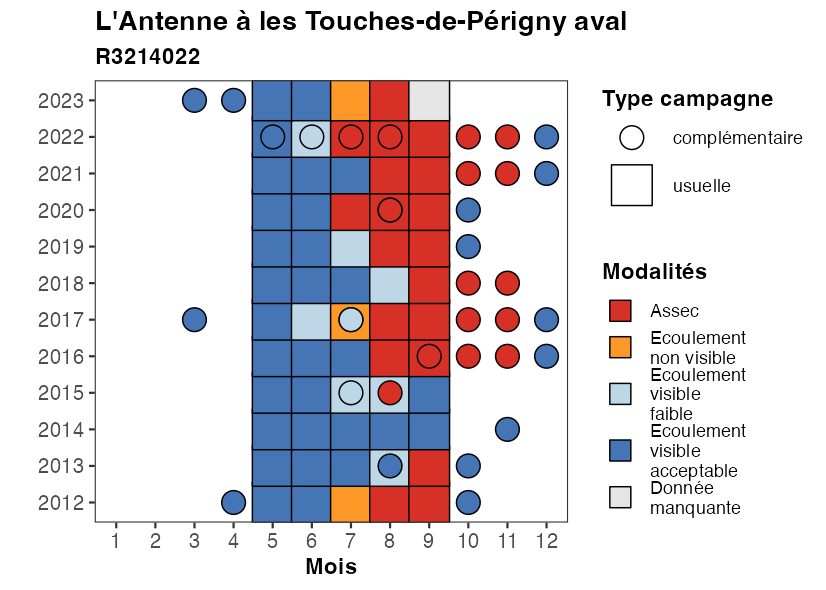 L'Antenne à les Touches-de-Périgny aval
R3214022
2023
2022
2021
2020
2019
2018
2017
2016
2015
2014
2013
2012
1 2 3 4 5 6 7 8 9 10 11 12
Mois
Type campagne
complémentaire
usuelle
Modalités
Assec
Ecoulement
non visible
Ecoulement
visible
faible
Ecoulement
visible
acceptable
Donnée
manquante